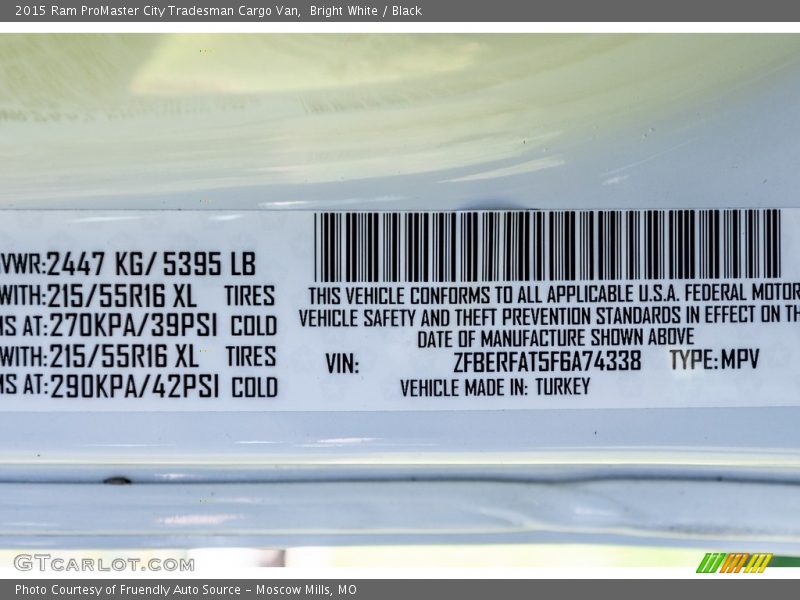 2015 Ram ProMaster City Tradesman Cargo Van,  Bright White / Black
VWR:2447 KG/ 5395 LB
WITH:215/55R16 XL TIRES
MS AT:270KPA/39PSI COLD
WITH:215/55R16 XL TIRES
MS AT:290KPA/42PSI COLD
THIS VEHICLE CONFORMS TO ALL APPLICABLE U.S.A. FEDERAL MOTOR
VEHICLE SAFETY AND THEFT PREVENTION STANDARDS IN EFFECT ON TH
DATE OF MANUFACTURE SHOWN ABOVE
VIN: ZFBERFAT5F6A74338 TYPE:MPV
VEHICLE MADE IN: TURKEY
GTCARLOT.COM
Photo Courtesy of Fruendly Auto Source - Moscow Mills, MO